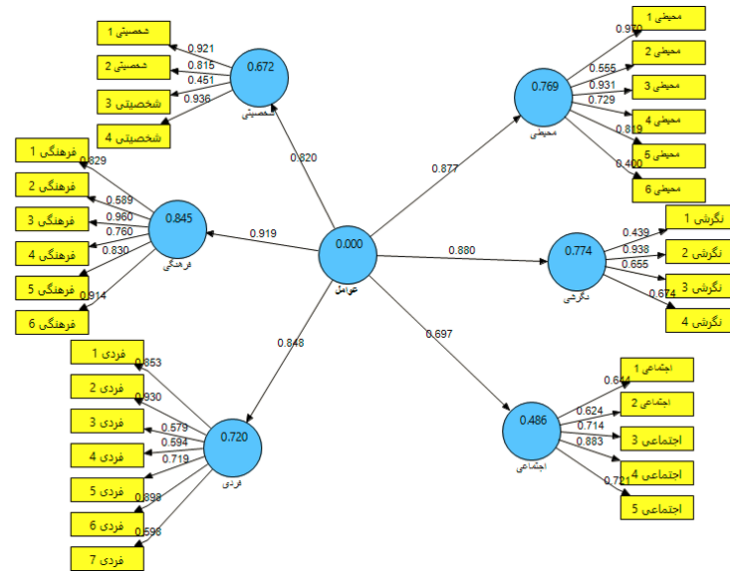 شخصیتی 1
شخصیتی 2
شخصیتی 3
شخصیتی 4
0.921
0.815
0.451
0.936
0.672
شخصیتی
محیطی 1
محیطی 2
محیطی 3
محیطی 4
محیطی 5
محیطی 6
0.970
0.555
0.931
0.729
0.819
0.400
0.769
محیطی
0.820
0.877
فرهنگی 1
فرهنگی 2
فرهنگی 3
فرهنگی 4
فرهنگی 5
فرهنگی 6
0.829
0.589
0.960
0.760
0.830
0.914
0.845
فرهنگی
0.919
0.000
عوامل
0.880
0.774
نگرشی
0.439
0.938
0.655
0.674
نگرشی 1
نگرشی 2
نگرشی 3
نگرشی 4
0.848
0.697
فردی 1
فردی 2
فردی 3
فردی 4
فردی 5
فردی 6
فردی 7
0.853
0.930
0.579
0.594
0.719
0.898
0.598
0.720
فردی
0.486
اجتماعی
0.644
0.624
0.714
0.883
0.721
اجتماعی 1
اجتماعی 2
اجتماعی 3
اجتماعی 4
اجتماعی 5